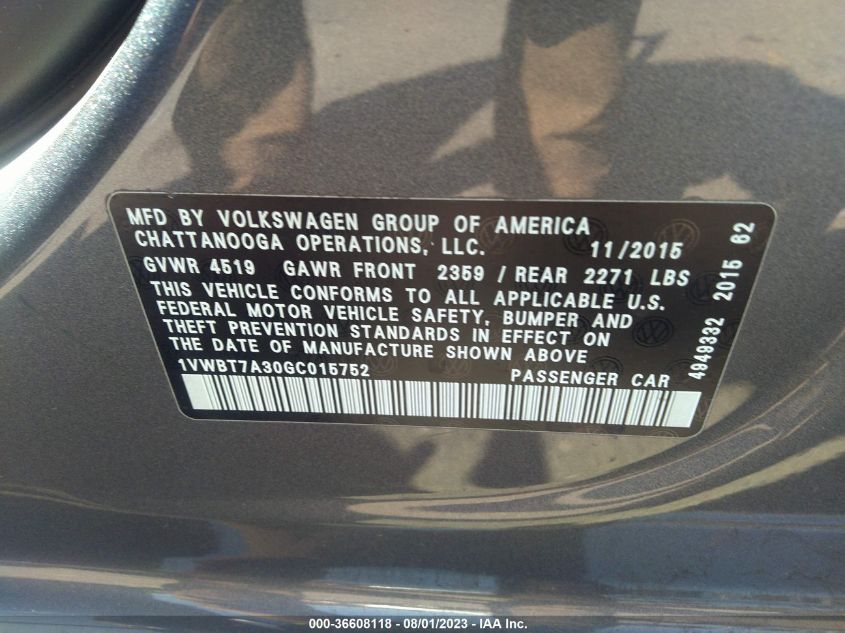 MFD BY VOLKSWAGEN GROUP OF AMERICA
CHATTANOOGA OPERATIONS, LLC. 11/2015
GVWR 4519 GAWR FRONT 2359 / REAR 2271 LBS
THIS VEHICLE CONFORMS TO ALL APPLICABLE U.S.
FEDERAL MOTOR VEHICLE SAFETY, BUMPER AND
THEFT PREVENTION STANDARDS IN EFFECT ON
THE DATE OF MANUFACTURE SHOWN ABOVE
1VWBT7A30GC015752 PASSENGER CAR
4949332 2015 62
000-36608118 - 08/01/2023 - IAA Inc.